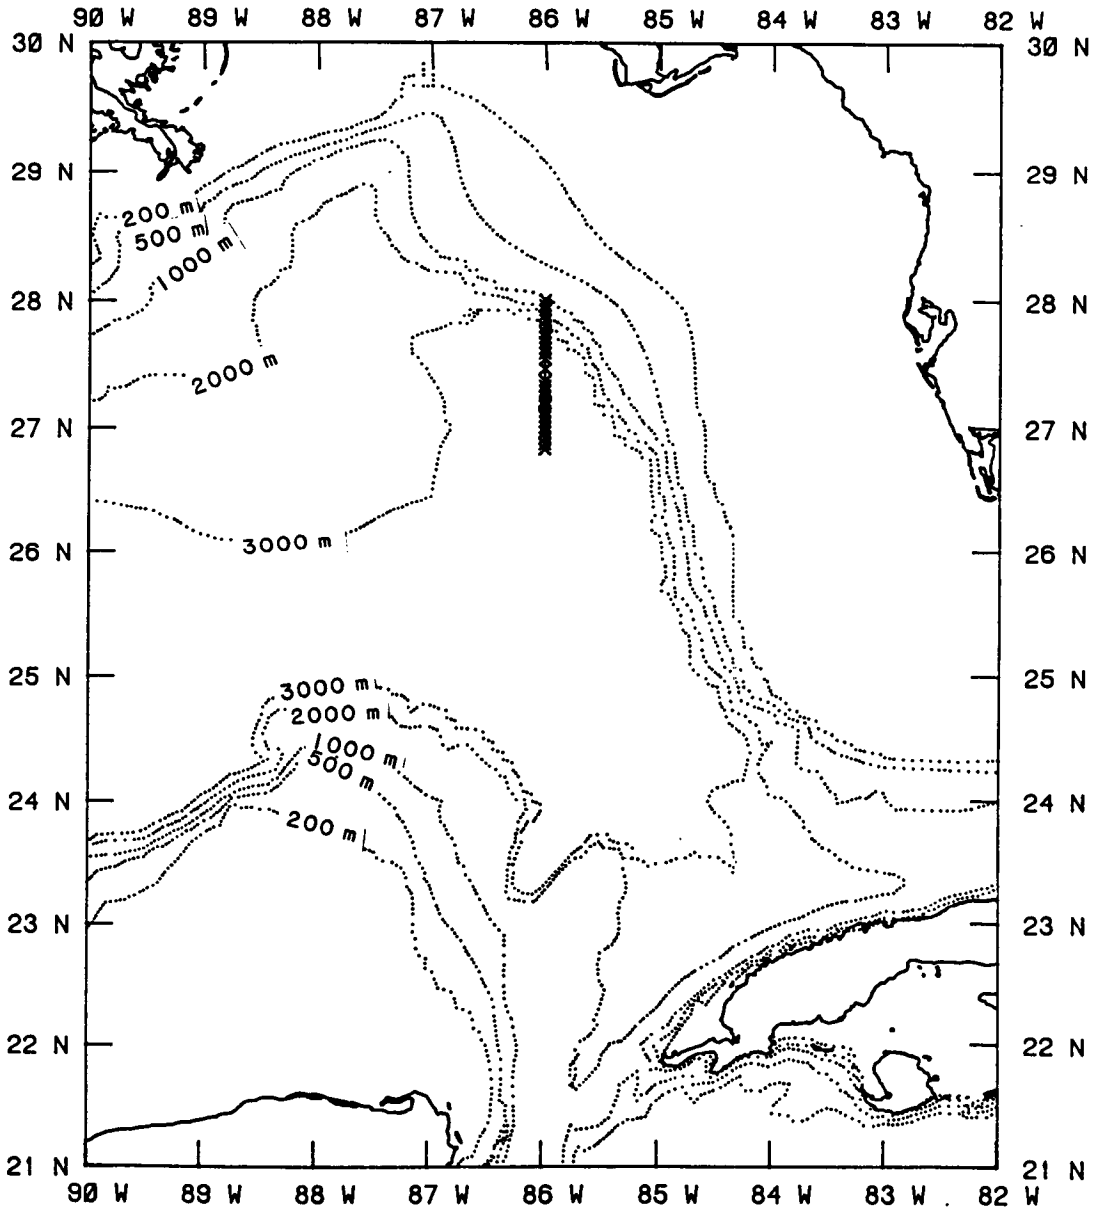 90 W 89 W 88 W 87 W 86 W 85 W 84 W 83 W 82 W
30 N 30 N
29 N 29 N
200 m
500 m
1000 m
28 N 28 N
2000 m
27 N 27 N
26 N 3000 m 26 N
25 N 25 N
3000 m
2000 m
1000 m
500 m
24 N 24 N
200 m
23 N 23 N
22 N 22 N
21 N 21 N
90 W 89 W 88 W 87 W 86 W 85 W 84 W 83 W 82 W